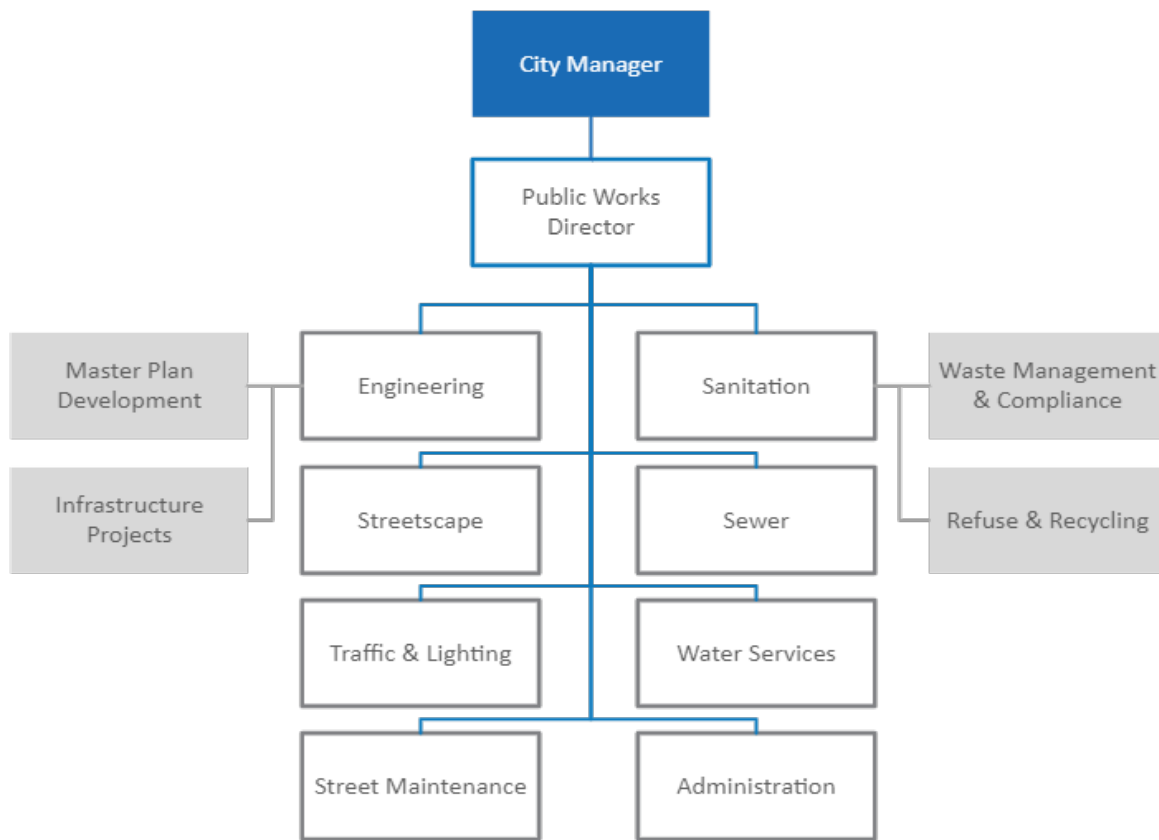 City Manager
Public Works
Director
Master Plan
Development
Engineering
Sanitation
Waste Management
& Compliance
Infrastructure
Projects
Streetscape
Sewer
Refuse & Recycling
Traffic & Lighting
Water Services
Street Maintenance
Administration